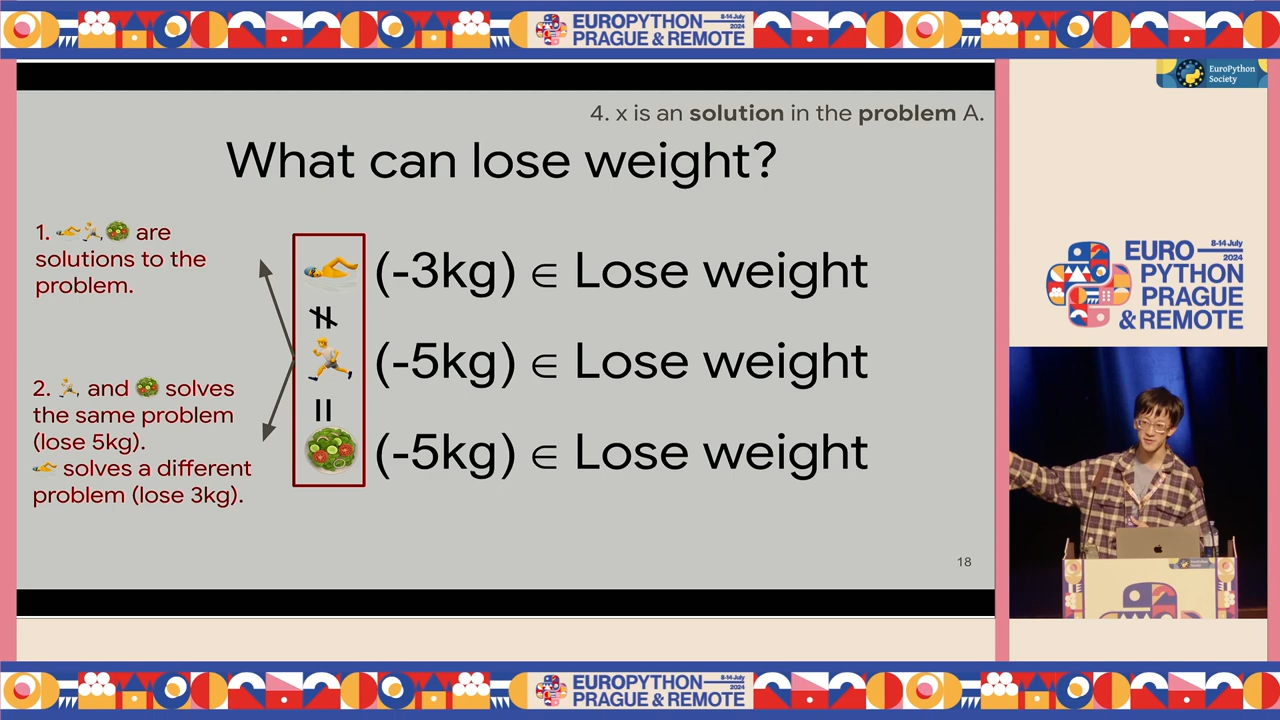 EUROPYTHON 8-14 July 2024
PRAGUE & REMOTE
EuroPython
Society
4. x is an solution in the problem A.
What can lose weight?
1. 🏊🏃🥗 are
solutions to the
problem.
(-3kg) ∈ Lose weight
(-5kg) ∈ Lose weight
=
(-5kg) ∈ Lose weight
2. 🏃 and 🥗 solves
the same problem
(lose 5kg).
🏊 solves a different
problem (lose 3kg).
18
EURO 8-14 July 2024
PYTHON
PRAGUE
& REMOTE
EUROPYTHON 8-14 July 2024
PRAGUE & REMOTE